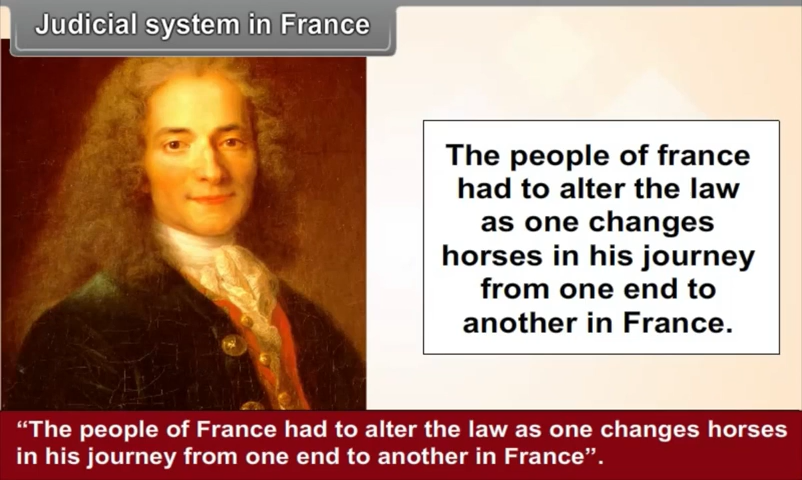 Judicial system in France
The people of france
had to alter the law
as one changes
horses in his journey
from one end to
another in France.
“The people of France had to alter the law as one changes horses
in his journey from one end to another in France”.